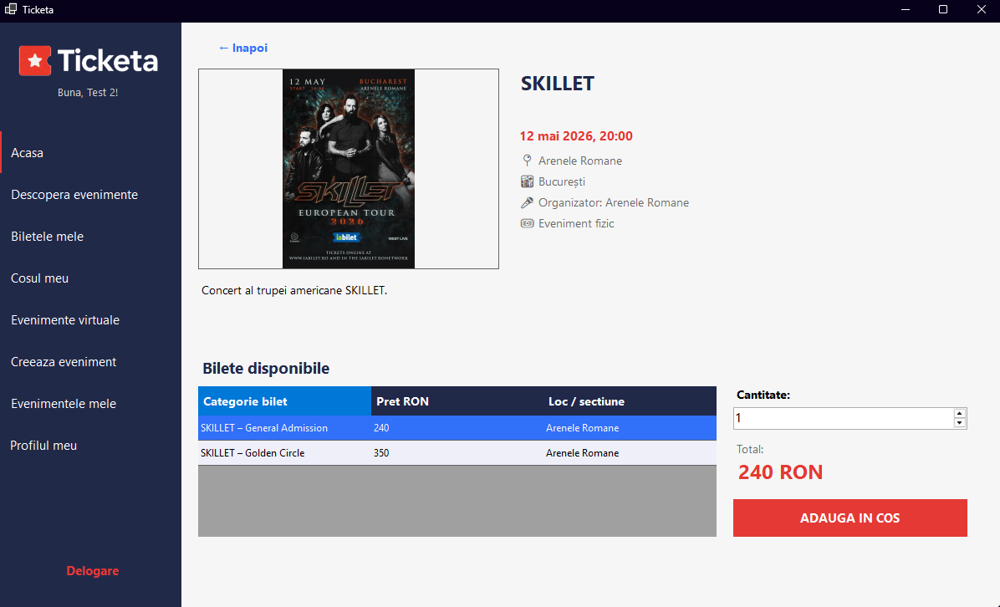 Ticketa
Ticketa
Buna, Test 2!
Acasa
Descopera evenimente
Biletele mele
Cosul meu
Evenimente virtuale
Creeaza eveniment
Evenimentele mele
Profilul meu
Delogare
← Inapoi
12 MAY BUCHAREST
ARENELE ROMANE
SKILLET
EUROPEAN TOUR
2026
iabilet
WEST LIVE
TICKETS ONLINE AT
WWW.IABILET.RO AND IN THE IABILET.RO NETWORK
SKILLET
12 mai 2026, 20:00
Arenele Romane
București
Organizator: Arenele Romane
Eveniment fizic
Concert al trupei americane SKILLET.
Bilete disponibile
Categorie bilet Pret RON Loc / sectiune
SKILLET – General Admission 240 Arenele Romane
SKILLET – Golden Circle 350 Arenele Romane
Cantitate:
1
Total:
240 RON
ADAUGA IN COS